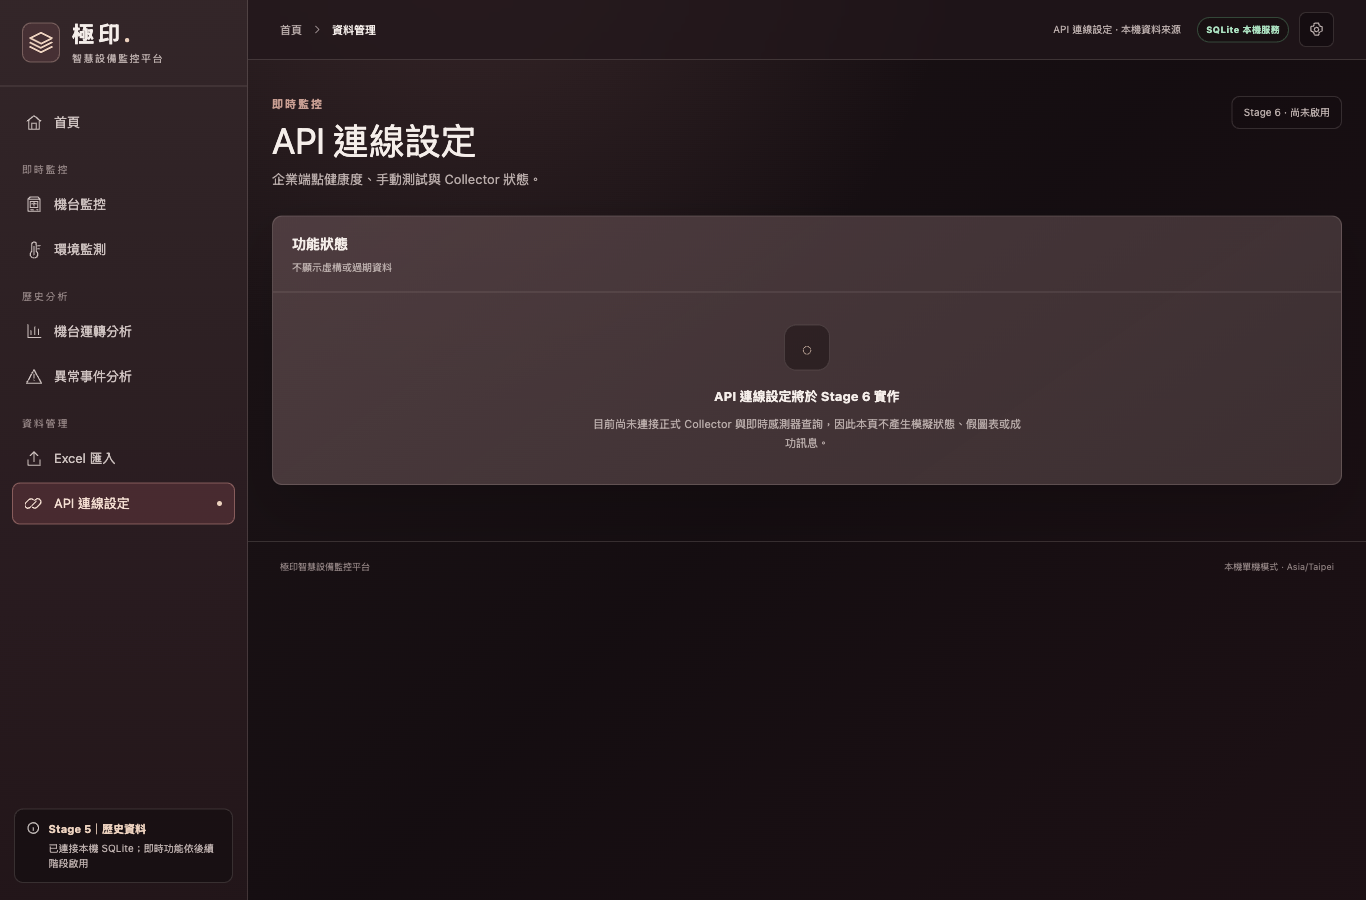 極印.
智慧設備監控平台
首頁
即時監控
機台監控
環境監測
歷史分析
機台運轉分析
異常事件分析
資料管理
Excel 匯入
API 連線設定
Stage 5｜歷史資料
已連接本機 SQLite；即時功能依後續
階段啟用
首頁
資料管理
API 連線設定 · 本機資料來源
SQLite 本機服務
即時監控
API 連線設定
企業端點健康度、手動測試與 Collector 狀態。
Stage 6 · 尚未啟用
功能狀態
不顯示虛構或過期資料
API 連線設定將於 Stage 6 實作
目前尚未連接正式 Collector 與即時感測器查詢，因此本頁不產生模擬狀態、假圖表或成
功訊息。
極印智慧設備監控平台
本機單機模式 · Asia/Taipei